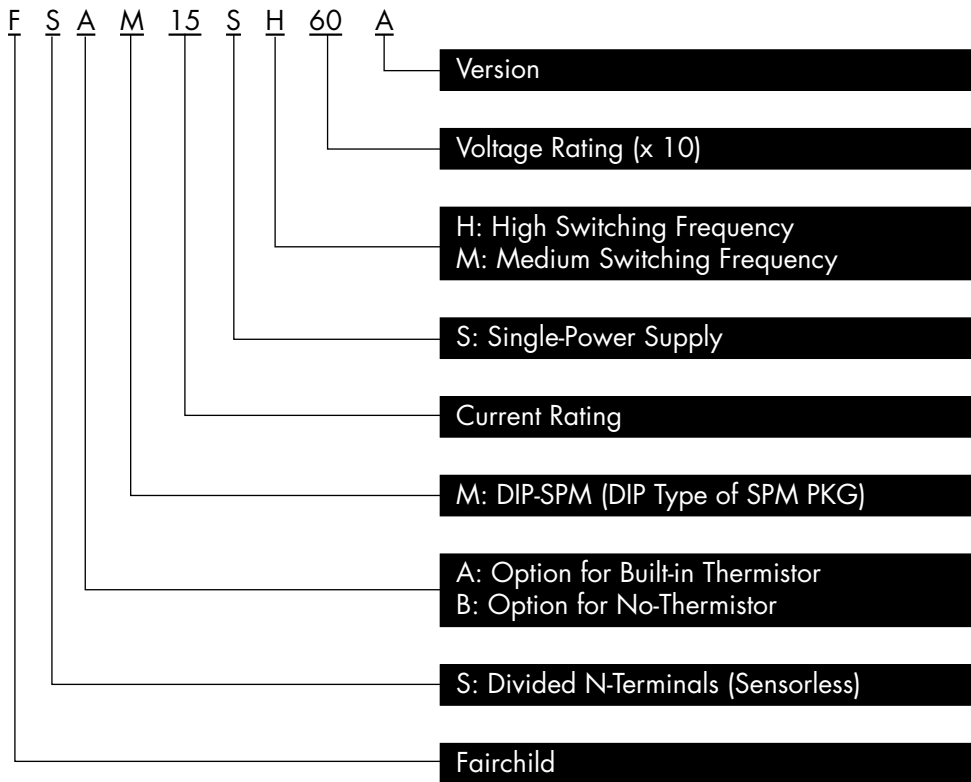 F S A M 15 S H 60 A
Version
Voltage Rating (x 10)
H: High Switching Frequency
M: Medium Switching Frequency
S: Single-Power Supply
Current Rating
M: DIP-SPM (DIP Type of SPM PKG)
A: Option for Built-in Thermistor
B: Option for No-Thermistor
S: Divided N-Terminals (Sensorless)
Fairchild